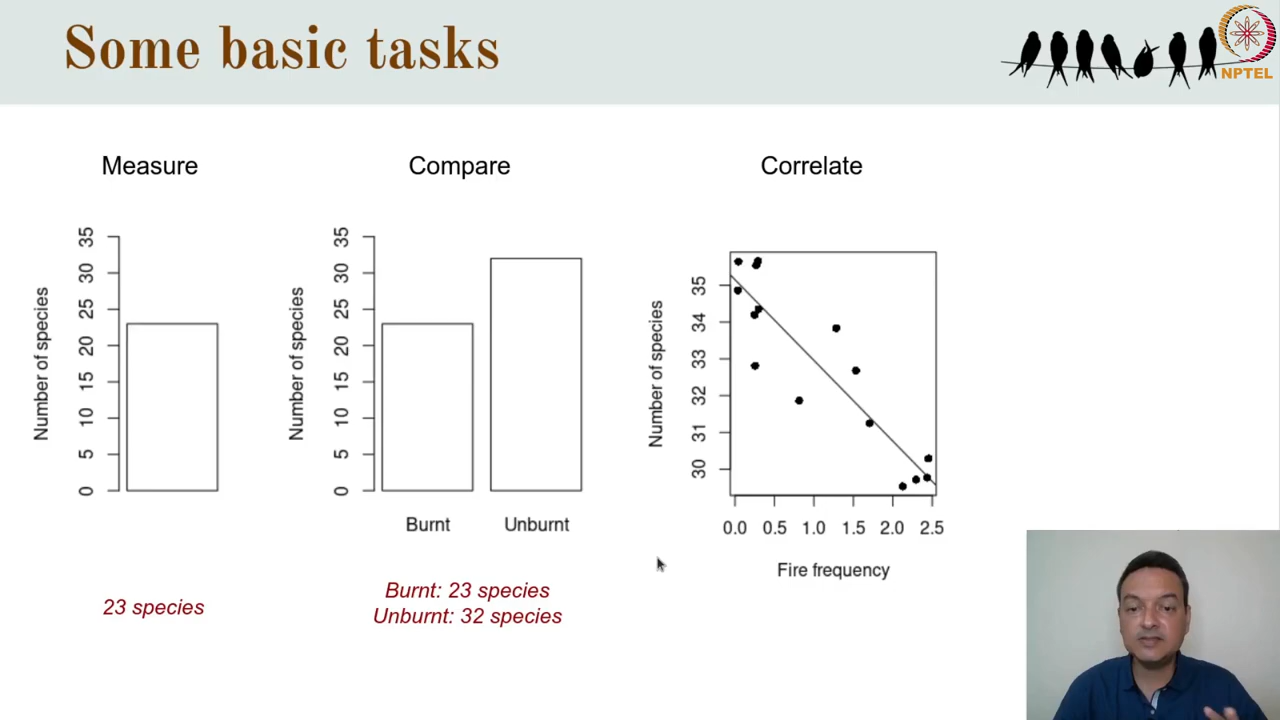 Some basic tasks
NPTEL
Measure
Compare
Correlate
Number of species
35
30
25
20
15
10
5
0
23 species
Number of species
35
30
25
20
15
10
5
0
Burnt Unburnt
Burnt: 23 species
Unburnt: 32 species
Number of species
35
34
33
32
31
30
0.0 0.5 1.0 1.5 2.0 2.5
Fire frequency